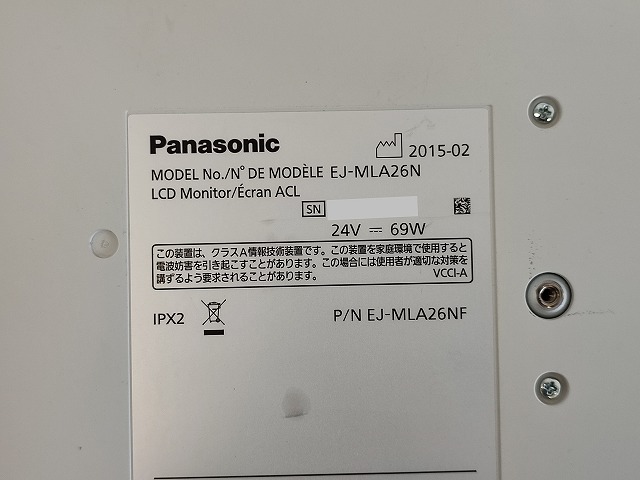 Panasonic
2015-02
MODEL No./N° DE MODÈLE EJ-MLA26N
LCD Monitor/Écran ACL
SN
24V ⎓ 69W
この装置は、クラスA情報技術装置です。この装置を家庭環境で使用すると
電波妨害を引き起こすことがあります。この場合には使用者が適切な対策を
講ずるよう要求されることがあります。
VCCI-A
IPX2
P/N EJ-MLA26NF